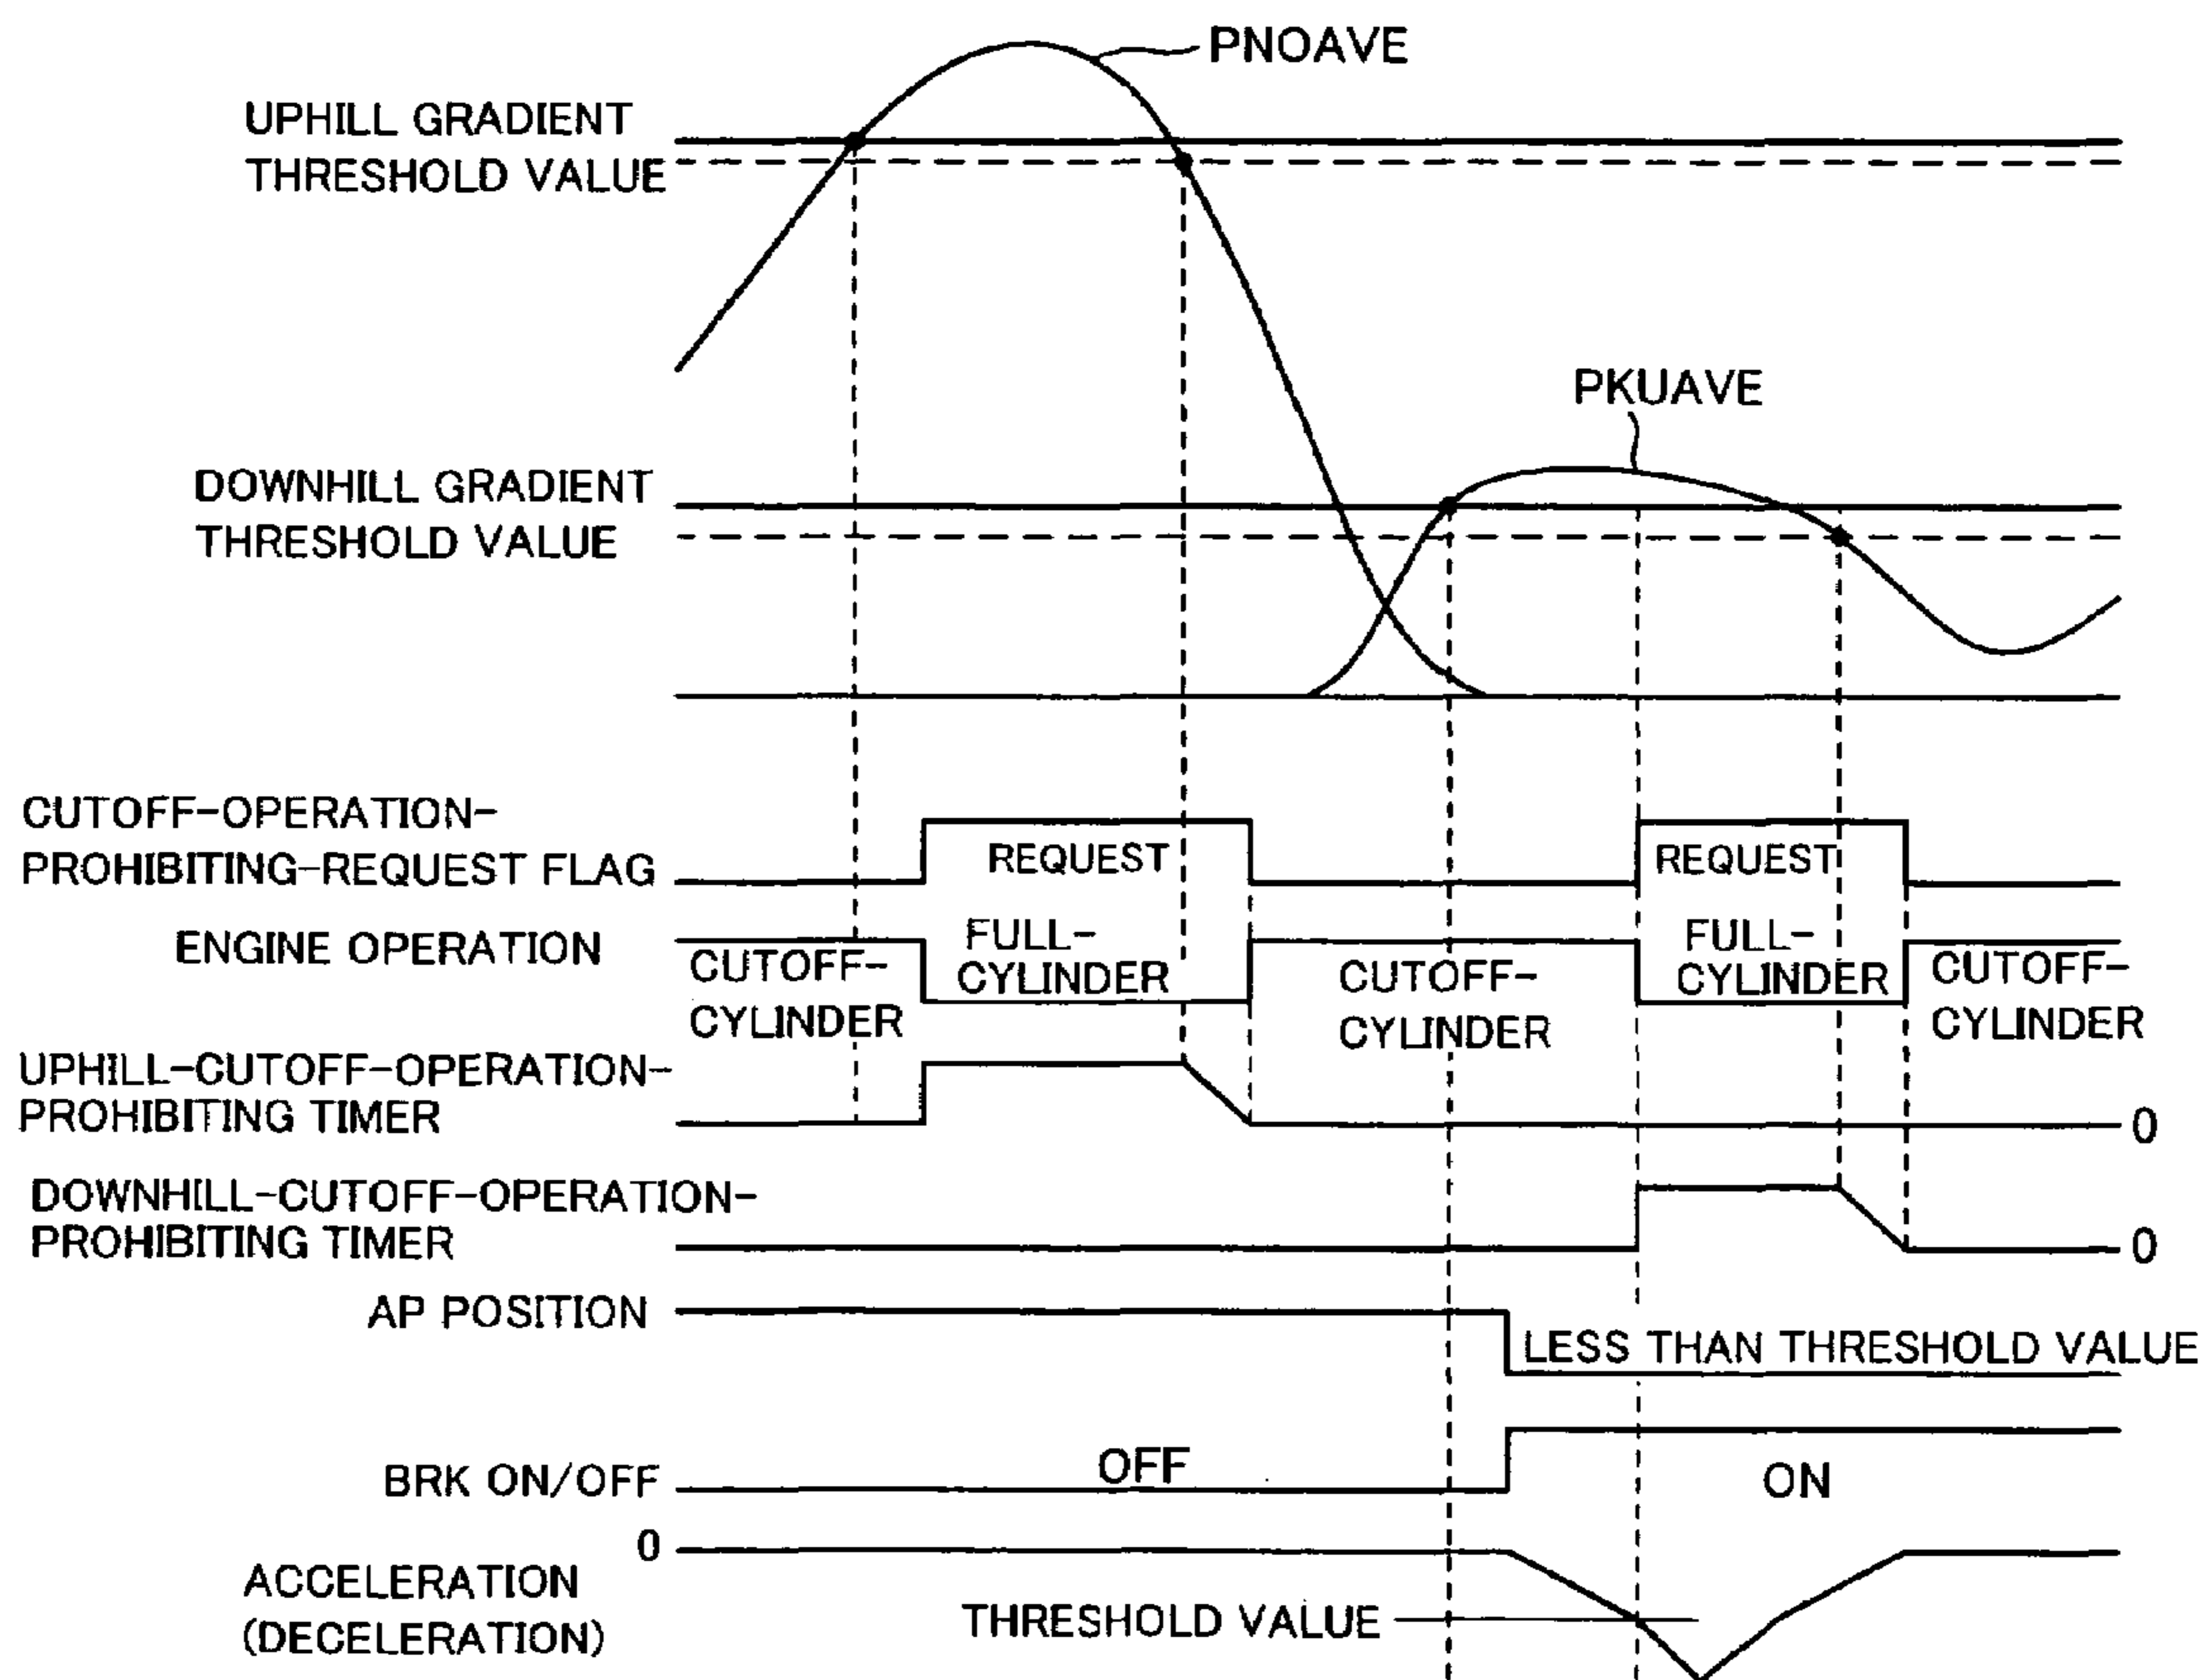 PNOAVE
UPHILL GRADIENT
THRESHOLD VALUE
PKUAVE
DOWNHILL GRADIENT
THRESHOLD VALUE
CUTOFF-OPERATION-
PROHIBITING-REQUEST FLAG
REQUEST
REQUEST
ENGINE OPERATION
CUTOFF-
CYLINDER
FULL-
CYLINDER
CUTOFF-
CYLINDER
FULL-
CYLINDER
CUTOFF-
CYLINDER
UPHILL-CUTOFF-OPERATION-
PROHIBITING TIMER
0
DOWNHILL-CUTOFF-OPERATION-
PROHIBITING TIMER
0
AP POSITION
LESS THAN THRESHOLD VALUE
BRK ON/OFF
OFF
ON
0
ACCELERATION
(DECELERATION)
THRESHOLD VALUE